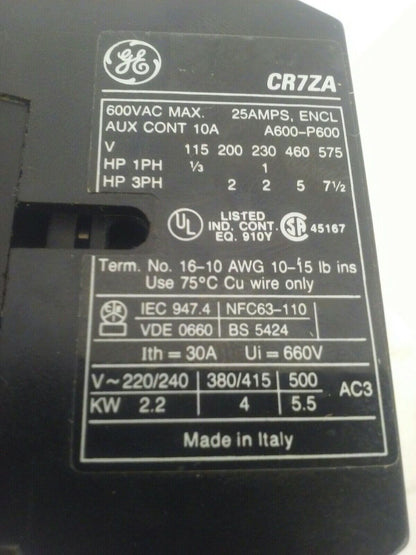 GE
CR7ZA
600VAC MAX. 25AMPS, ENCL
AUX CONT 10A A600-P600
V 115 200 230 460 575
HP 1PH 1/3 1
HP 3PH 2 2 5 7½
UL LISTED SA 45167
IND. CONT.
EQ. 910Y
Term. No. 16-10 AWG 10-15 lb ins
Use 75°C Cu wire only
IEC 947.4 NFC63-110
VDE 0660 BS 5424
Ith = 30A Ui = 660V
V~220/240 380/415 500 AC3
KW 2.2 4 5.5
Made in Italy